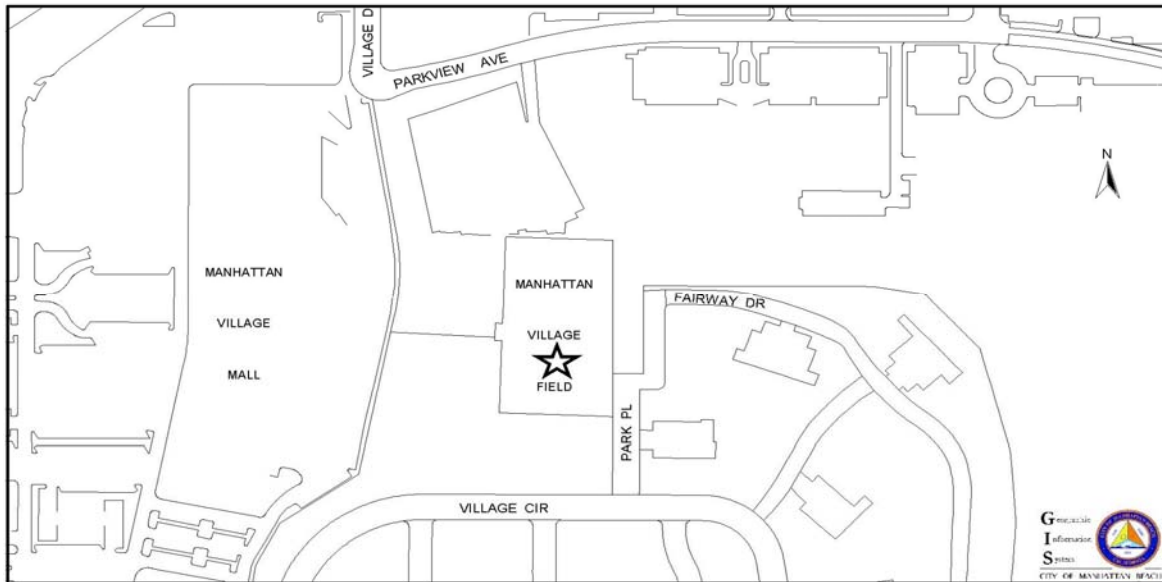 VILLAGE D
PARKVIEW AVE
N
MANHATTAN
VILLAGE
MALL
MANHATTAN
VILLAGE
FIELD
FAIRWAY DR
PARK PL
VILLAGE CIR
Geographic
Information
System
CITY OF MANHATTAN BEACH